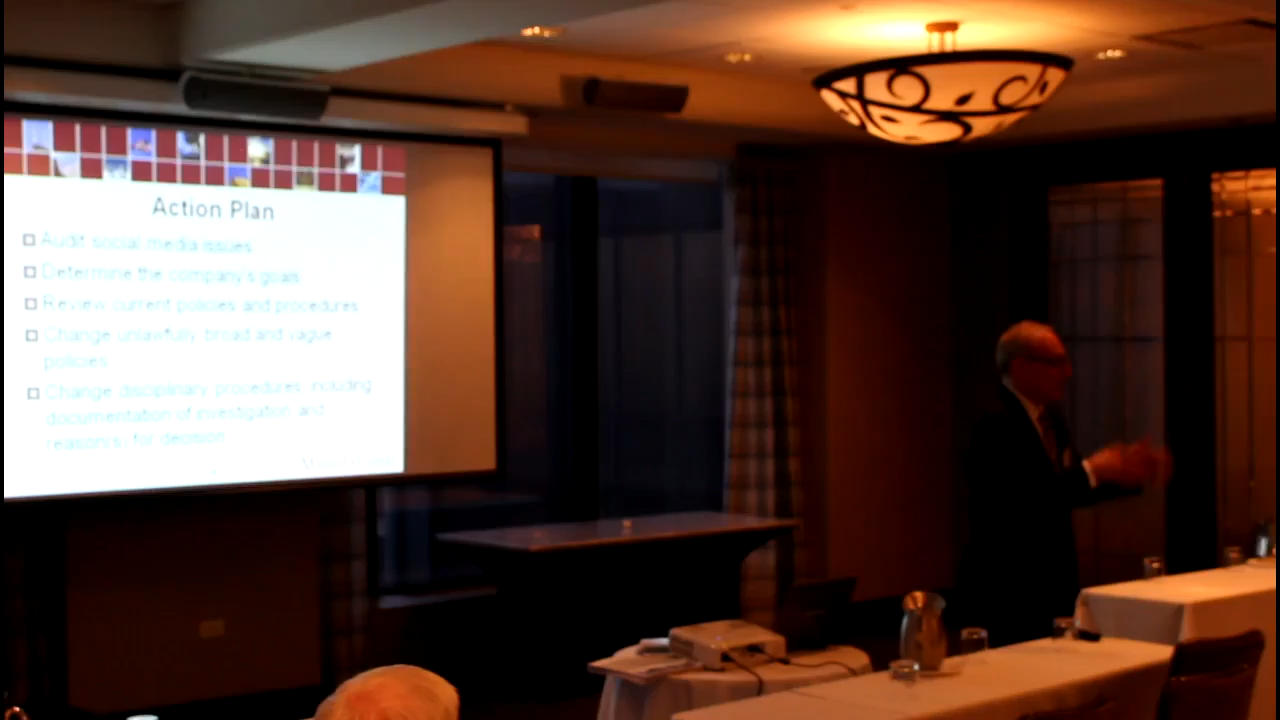 Action Plan
Audit social media issues
Determine the company's goals
Review current policies and procedures
Change unlawfully broad and vague
policies
Change disciplinary procedures including
documentation of investigation and
reason(s) for decision